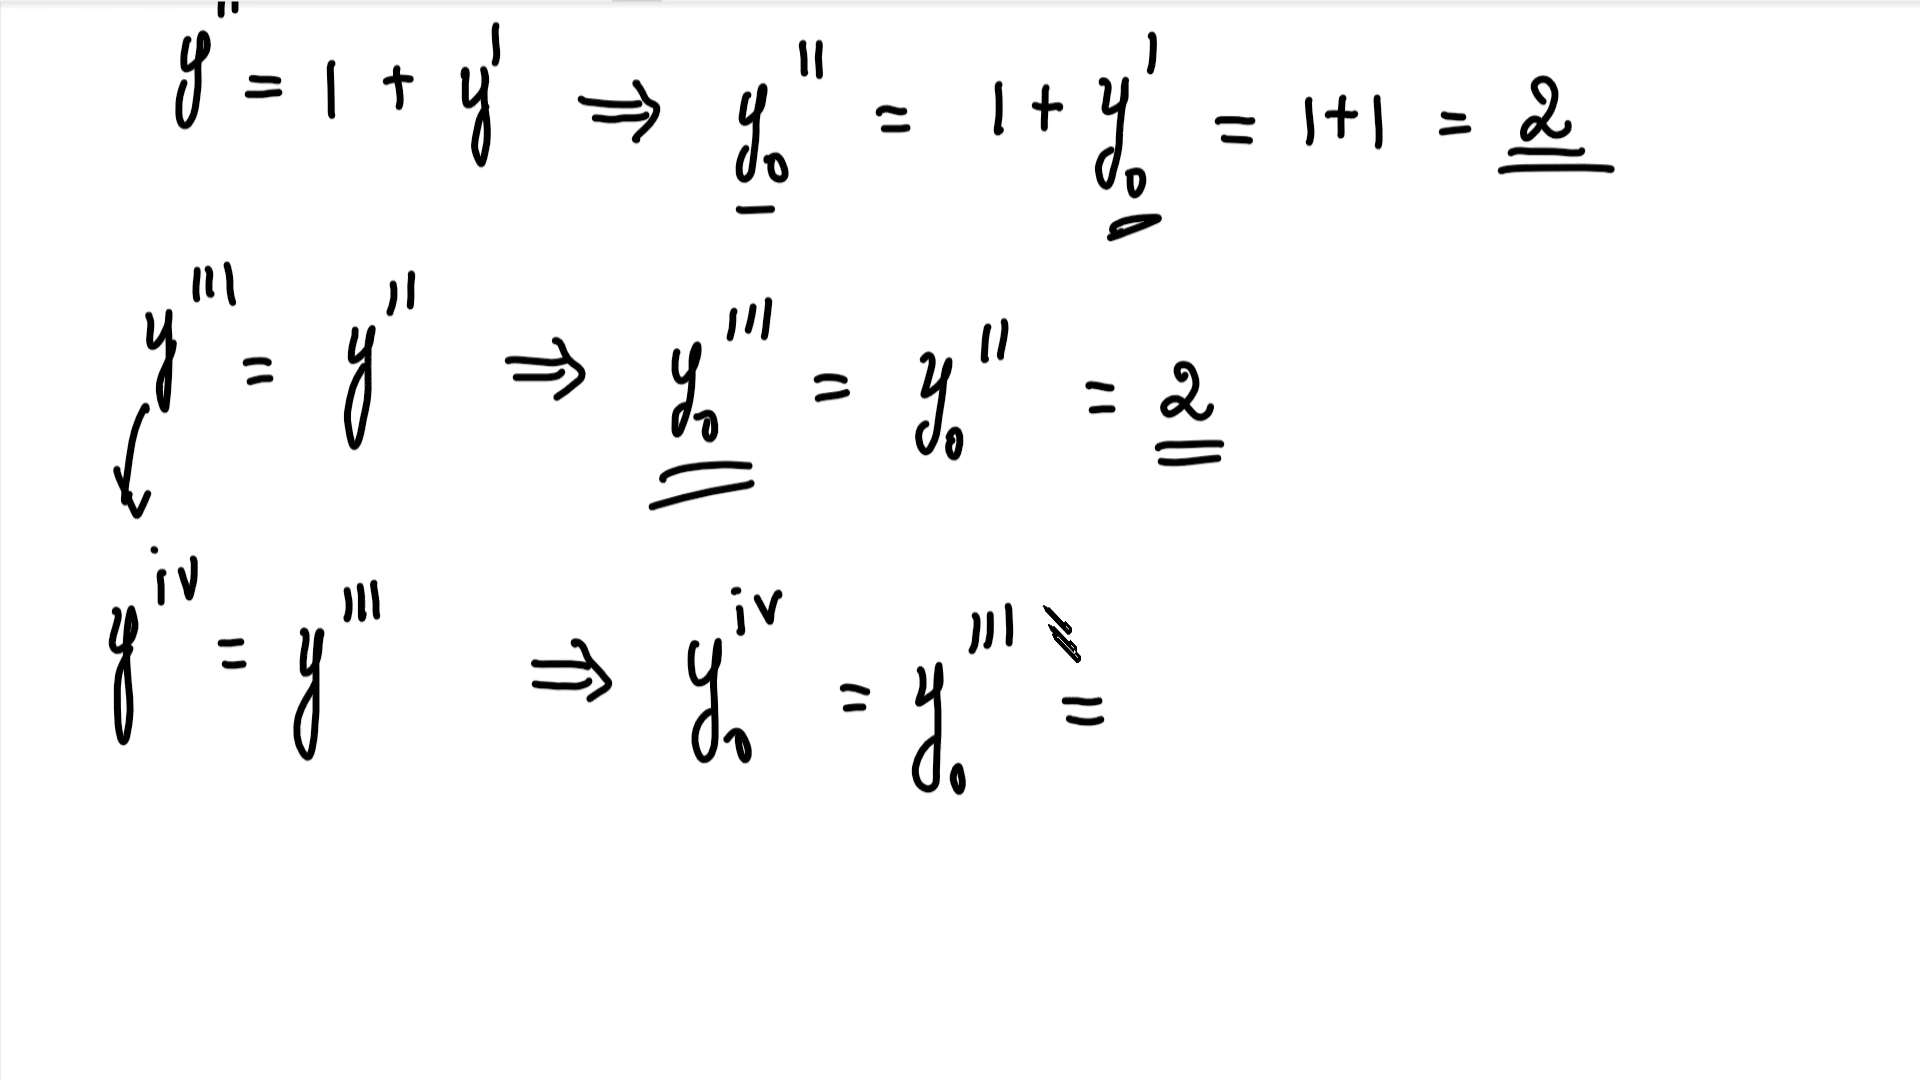 y'' = 1 + y' ⇒ y₀'' = 1 + y₀' = 1+1 = 2
y''' = y'' ⇒ y₀''' = y₀'' = 2
y^iv = y''' ⇒ y₀^iv = y₀''' =